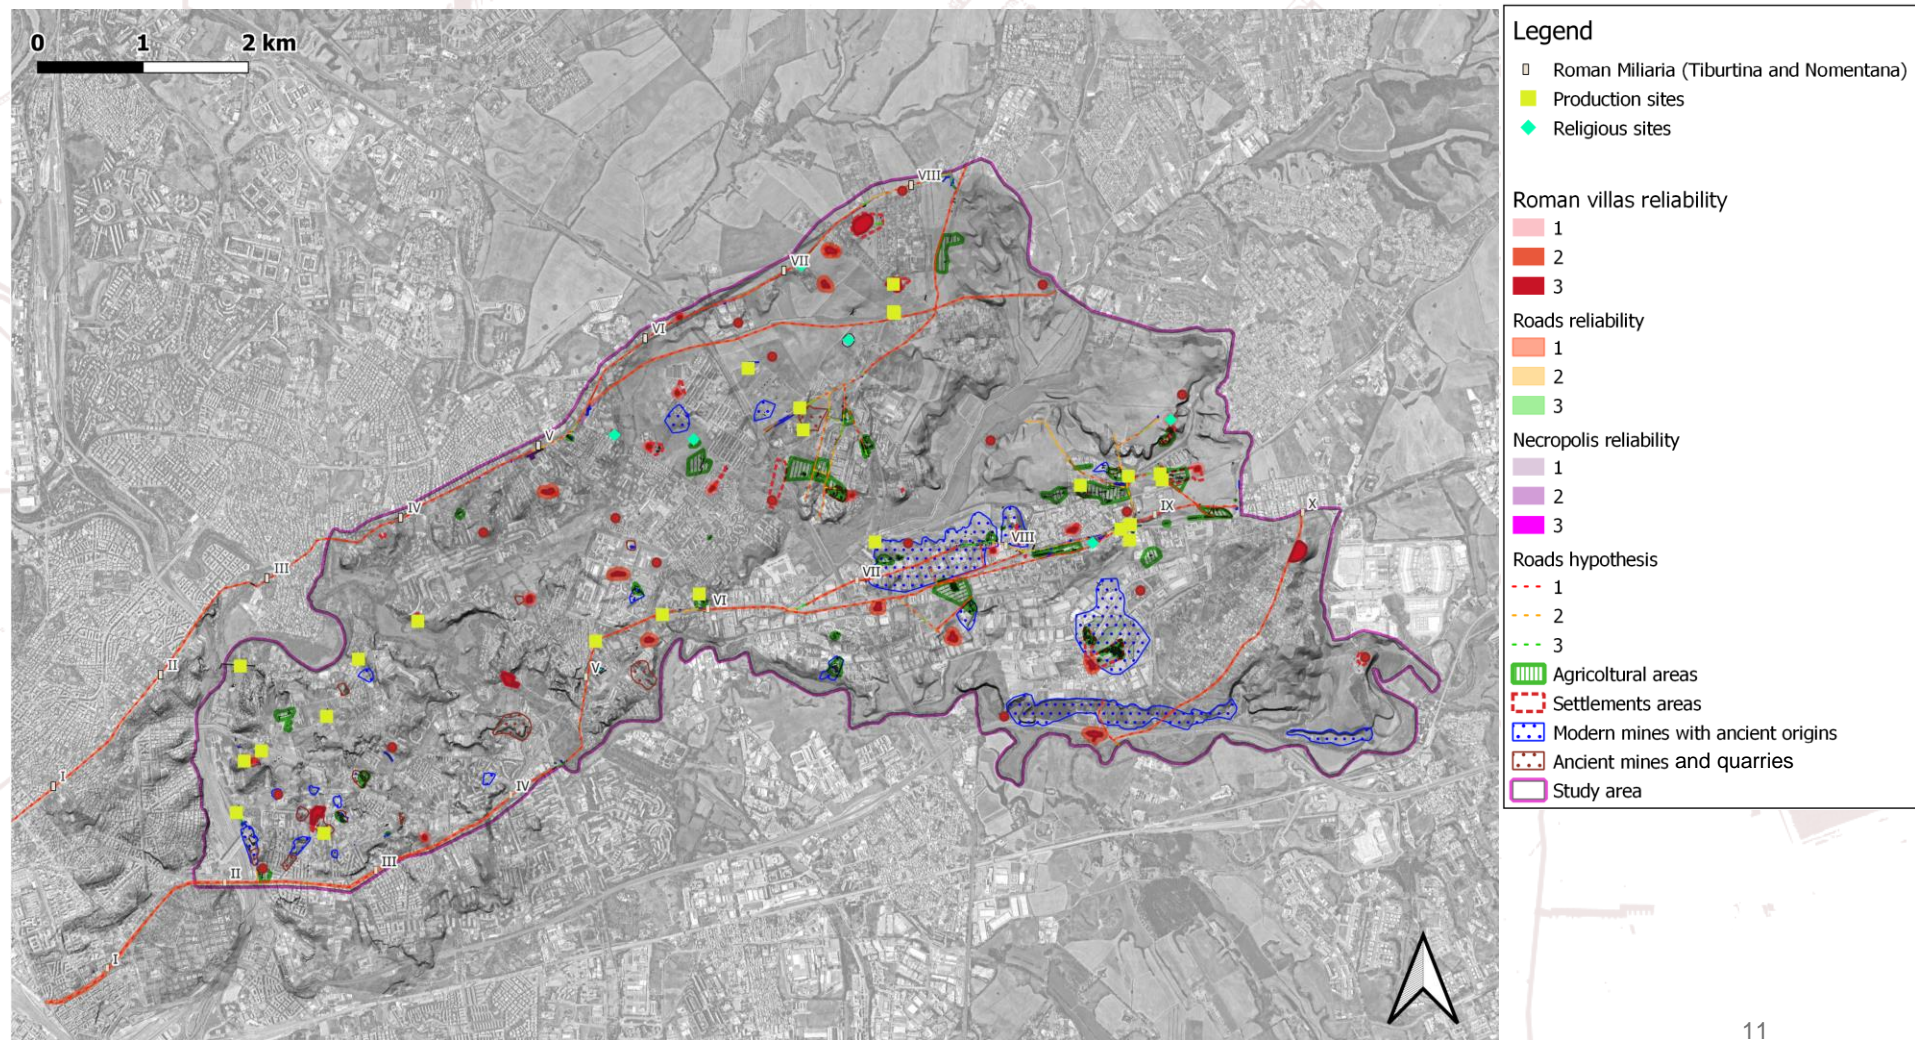 0 1 2 km
VIII
VII
VI
V
IV
III
II
I
X
IX
VIII
VII
VI
V
IV
III
II
I
Legend
Roman Miliaria (Tiburtina and Nomentana)
Production sites
Religious sites
Roman villas reliability
1
2
3
Roads reliability
1
2
3
Necropolis reliability
1
2
3
Roads hypothesis
1
2
3
Agricoltural areas
Settlements areas
Modern mines with ancient origins
Ancient mines and quarries
Study area
11